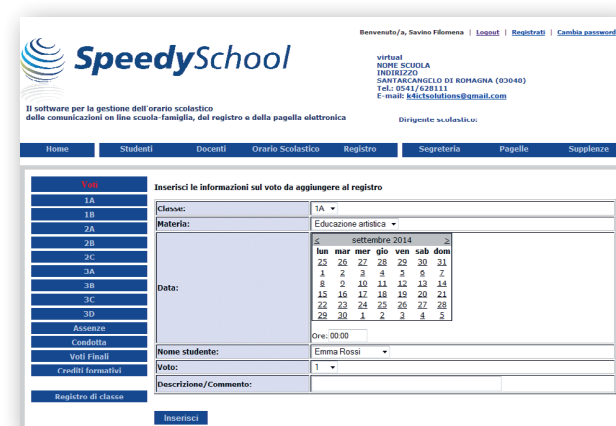 Benvenuto/a, Savino Filomena | Logout | Registrati | Cambia password
SpeedySchool
virtual
NOME SCUOLA
INDIRIZZO
SANTARCANGELO DI ROMAGNA (03040)
Tel.: 0541/628111
E-mail: k4ictsolutions@gmail.com
Il software per la gestione dell'orario scolastico
delle comunicazioni on line scuola-famiglia, del registro e della pagella elettronica
Dirigente scolastico:
Home Studenti Docenti Orario Scolastico Registro Segreteria Pagelle Supplenze
Voti
1A
1B
2A
2B
2C
3A
3B
3C
3D
Assenze
Condotta
Voti Finali
Crediti formativi
Registro di classe
Inserisci le informazioni sul voto da aggiungere al registro
Classe: 1A
Materia: Educazione artistica
Data:
< settembre 2014 >
lun mar mer gio ven sab dom
25 26 27 28 29 30 31
1 2 3 4 5 6 7
8 9 10 11 12 13 14
15 16 17 18 19 20 21
22 23 24 25 26 27 28
29 30 1 2 3 4 5
Ore: 00:00
Nome studente: Emma Rossi
Voto: 1
Descrizione/Commento:
Inserisci